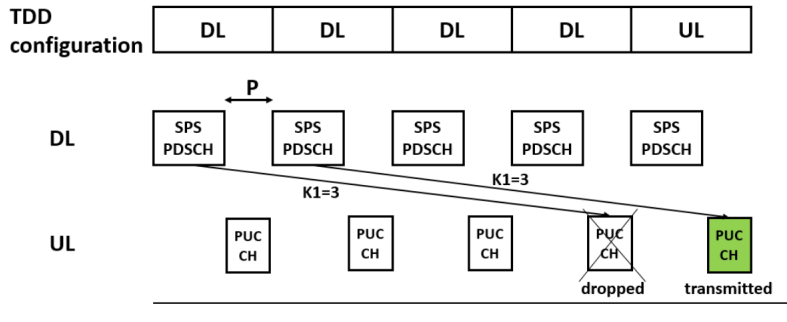 TDD
configuration
DL DL DL DL UL
P
DL
SPS
PDSCH
SPS
PDSCH
SPS
PDSCH
SPS
PDSCH
SPS
PDSCH
K1=3
K1=3
UL
PUC
CH
PUC
CH
PUC
CH
PUC
CH
PUC
CH
dropped
transmitted